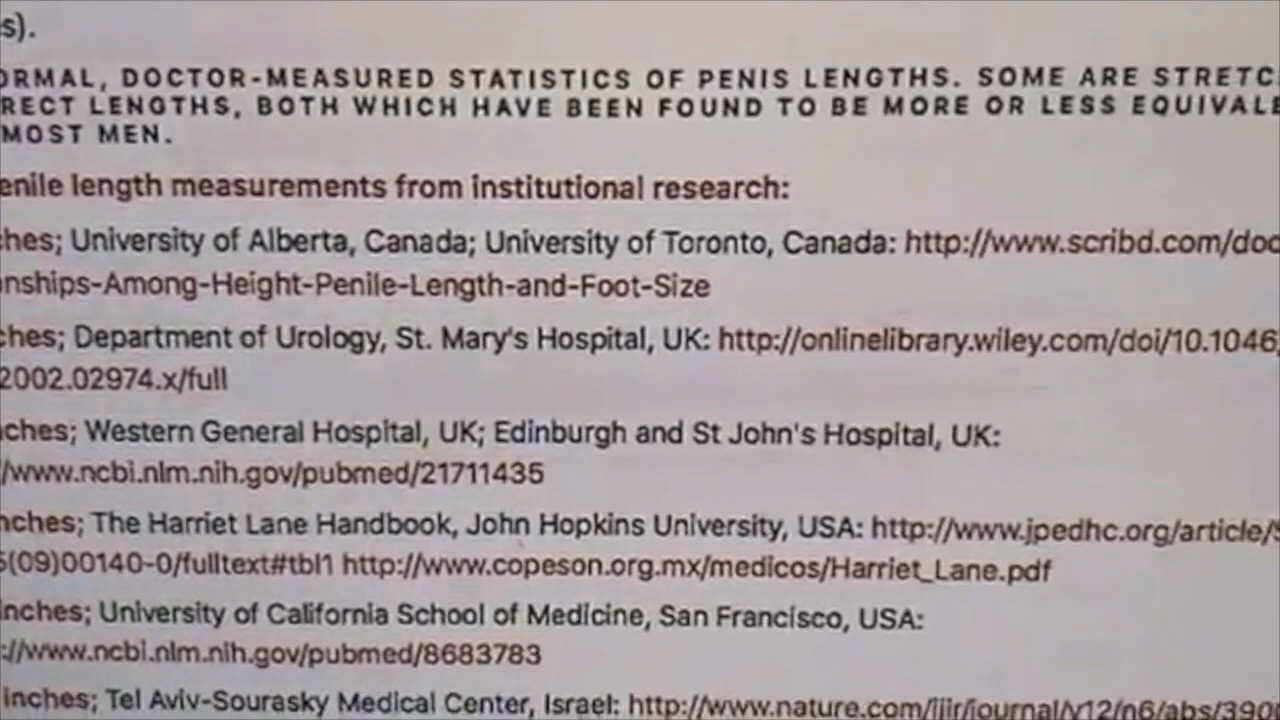 s).
ORMAL, DOCTOR-MEASURED STATISTICS OF PENIS LENGTHS. SOME ARE STRETC
RECT LENGTHS, BOTH WHICH HAVE BEEN FOUND TO BE MORE OR LESS EQUIVALE
MOST MEN.
enile length measurements from institutional research:
ches; University of Alberta, Canada; University of Toronto, Canada: http://www.scribd.com/doc
nships-Among-Height-Penile-Length-and-Foot-Size
ches; Department of Urology, St. Mary's Hospital, UK: http://onlinelibrary.wiley.com/doi/10.1046/
2002.02974.x/full
ches; Western General Hospital, UK; Edinburgh and St John's Hospital, UK:
/www.ncbi.nlm.nih.gov/pubmed/21711435
nches; The Harriet Lane Handbook, John Hopkins University, USA: http://www.jpedhc.org/article/S
5(09)00140-0/fulltext#tbl1 http://www.copeson.org.mx/medicos/Harriet_Lane.pdf
inches; University of California School of Medicine, San Francisco, USA:
://www.ncbi.nlm.nih.gov/pubmed/8683783
inches; Tel Aviv-Sourasky Medical Center, Israel: http://www.nature.com/ijir/journal/v12/n6/abs/390